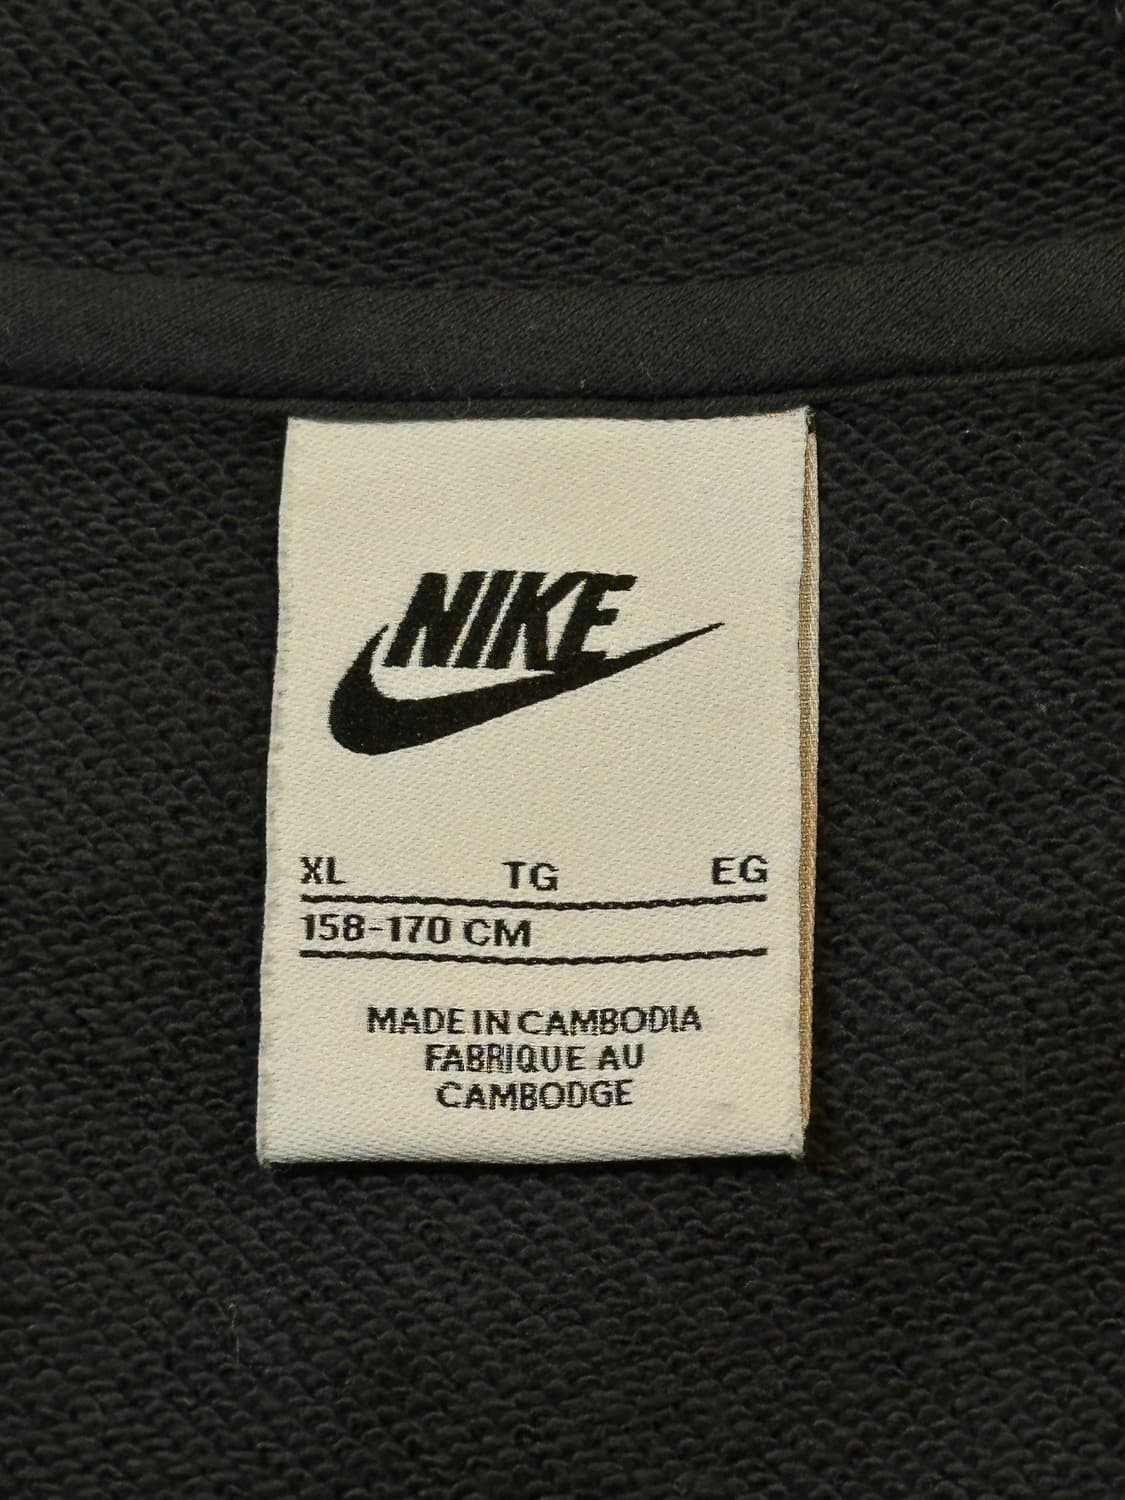 NIKE
XL TG EG
158-170 CM
MADE IN CAMBODIA
FABRIQUE AU
CAMBODGE